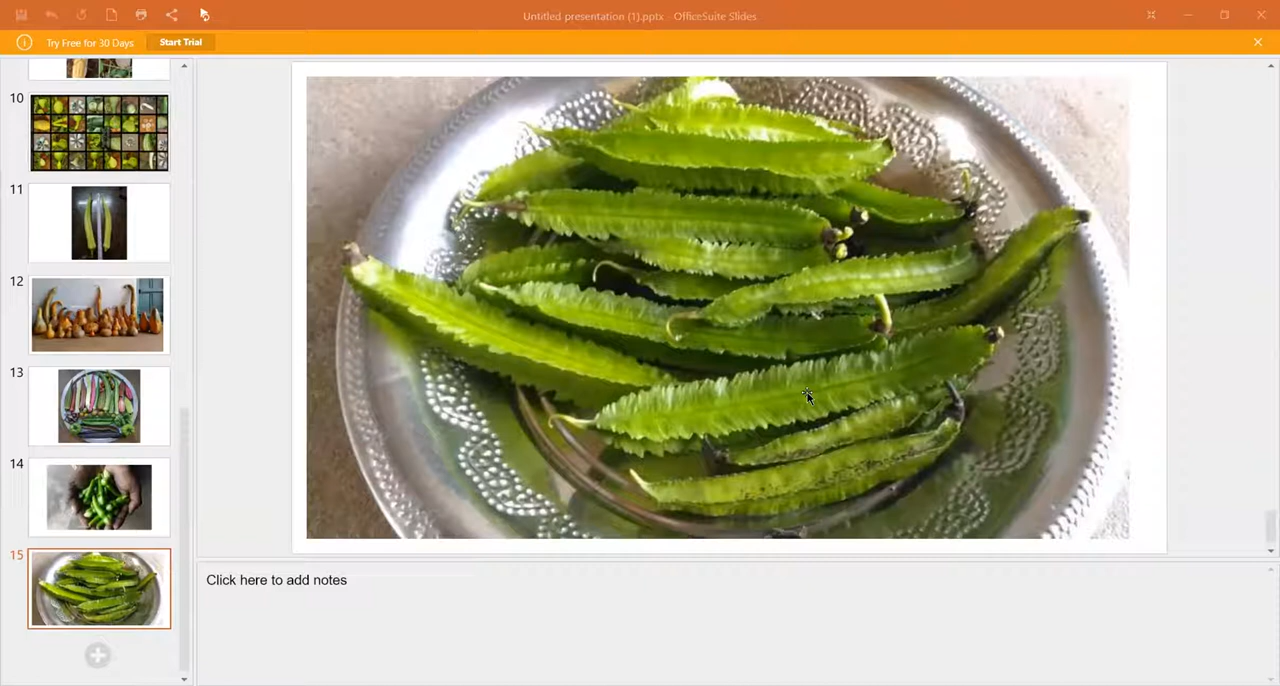 Untitled presentation (1).pptx - OfficeSuite Slides
Try Free for 30 Days
Start Trial
10
11
12
13
14
15
Click here to add notes